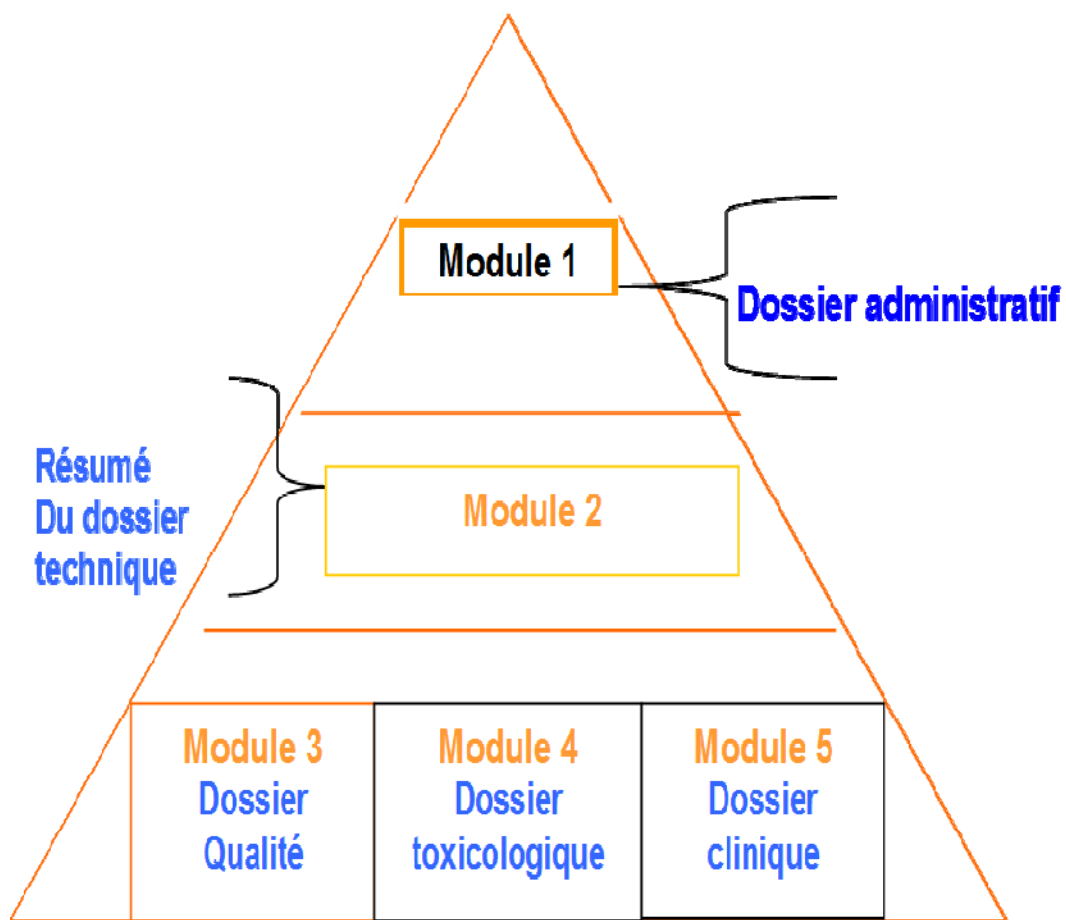 Module 1
Dossier administratif
Résumé
Du dossier
technique
Module 2
Module 3
Dossier
Qualité
Module 4
Dossier
toxicologique
Module 5
Dossier
clinique